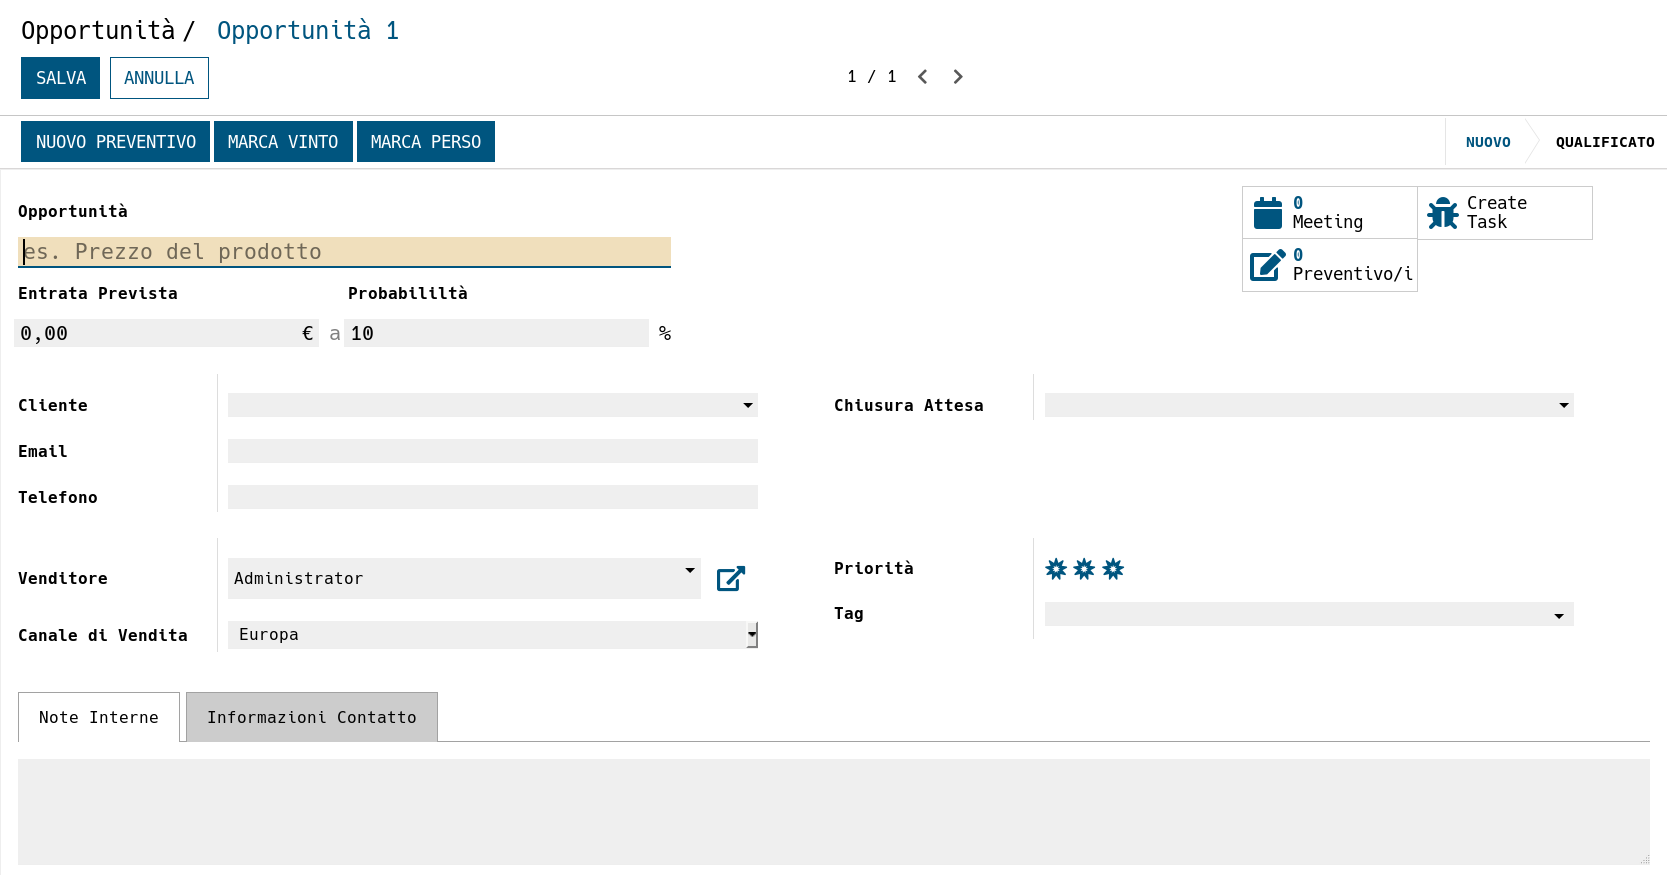 Opportunità / Opportunità 1
SALVA ANNULLA 1 / 1
NUOVO PREVENTIVO MARCA VINTO MARCA PERSO NUOVO QUALIFICATO
Opportunità
0
Meeting
Create
Task
es. Prezzo del prodotto
0
Preventivo/i
Entrata Prevista Probabililtà
0,00 € a 10 %
Cliente Chiusura Attesa
Email
Telefono
Venditore Administrator Priorità
Tag
Canale di Vendita Europa
Note Interne Informazioni Contatto